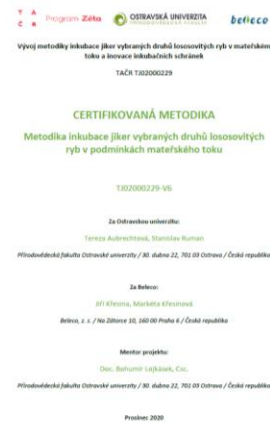 T A
Č R
Program Zéta
OSTRAVSKÁ UNIVERZITA
PŘÍRODOVĚDECKÁ FAKULTA
beleco
Vývoj metodiky inkubace jiker vybraných druhů lososovitých ryb v mateřském
toku a inovace inkubačních schránek
TAČR TJ02000229
CERTIFIKOVANÁ METODIKA
Metodika inkubace jiker vybraných druhů lososovitých
ryb v podmínkách mateřského toku
TJ02000229-V6
Za Ostravskou univerzitu:
Tereza Aubrechtová, Stanislav Ruman
Přírodovědecká fakulta Ostravské univerzity / 30. dubna 22, 701 03 Ostrava / Česká republika
Za Beleco:
Jiří Křesina, Markéta Křesinová
Beleco, z. s. / Na Zátorce 10, 160 00 Praha 6 / Česká republika
Mentor projektu:
Doc. Bohumír Lojkásek, Csc.
Přírodovědecká fakulta Ostravské univerzity / 30. dubna 22, 701 03 Ostrava / Česká republika
Prosinec 2020